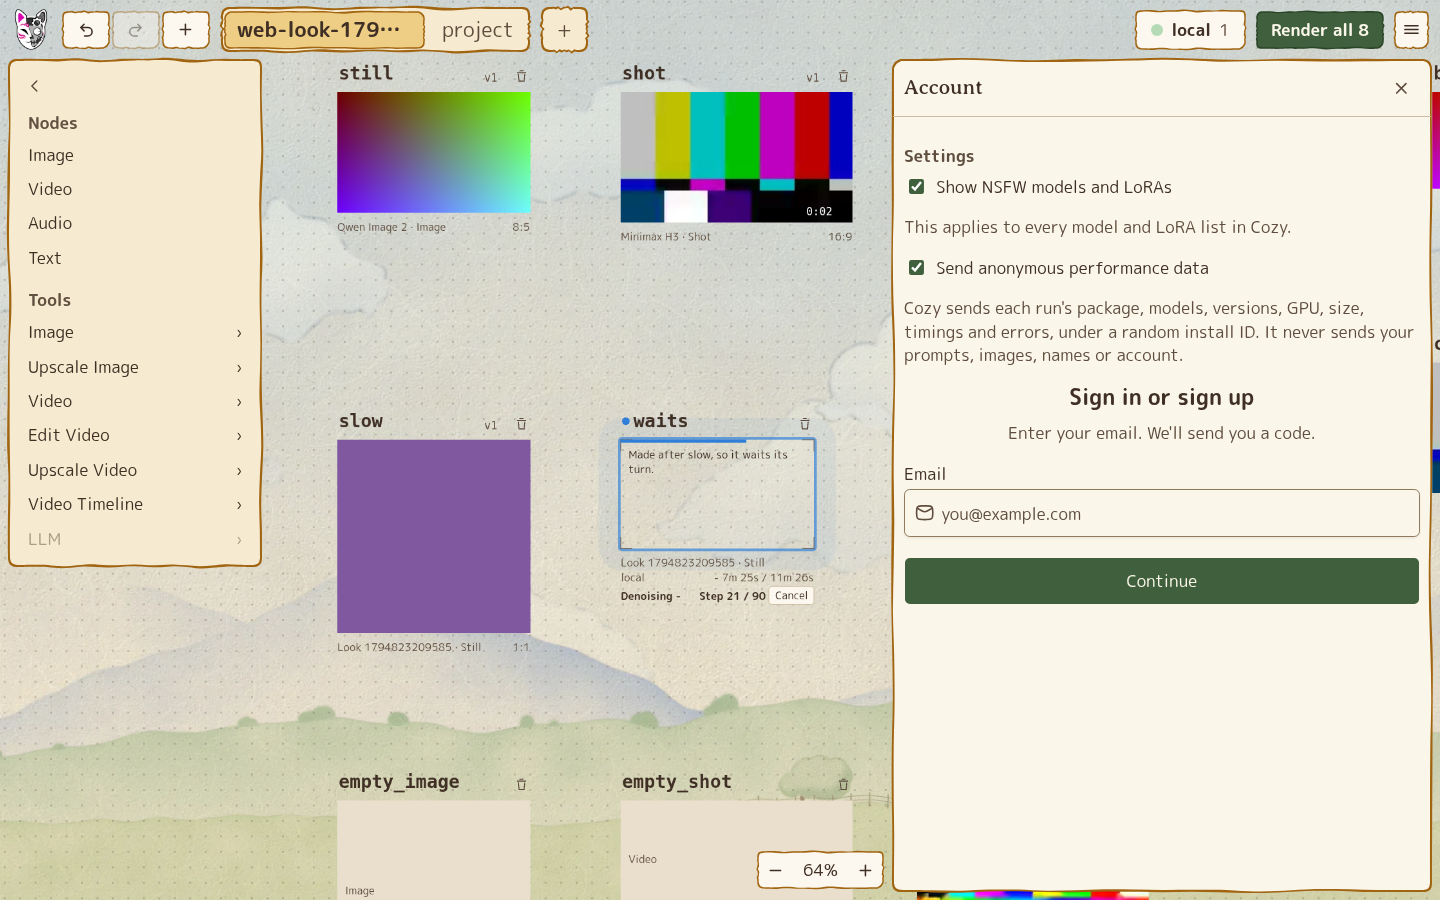 web-look-179···
project
local 1
Render all 8
Nodes
Image
Video
Audio
Text
Tools
Image
Upscale Image
Video
Edit Video
Upscale Video
Video Timeline
LLM
still v1
Qwen Image 2 · Image 8:5
shot v1
0:02
Minimax H3 · Shot 16:9
slow v1
Look 1794823209585 · Still 1:1
waits
Made after slow, so it waits its
turn.
Look 1794823209585 · Still
local - 7m 25s / 11m 26s
Denoising - Step 21 / 90 Cancel
empty_image
Image
empty_shot
Video
64%
Account
Settings
Show NSFW models and LoRAs
This applies to every model and LoRA list in Cozy.
Send anonymous performance data
Cozy sends each run's package, models, versions, GPU, size,
timings and errors, under a random install ID. It never sends your
prompts, images, names or account.
Sign in or sign up
Enter your email. We'll send you a code.
Email
you@example.com
Continue